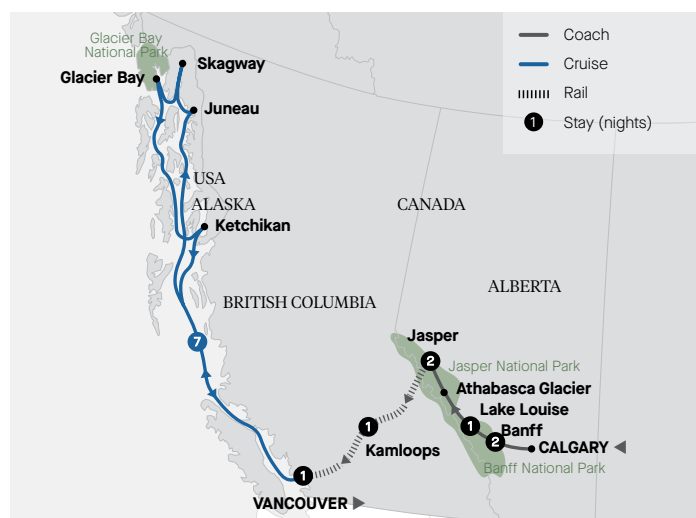 Coach
Cruise
Rail
1 Stay (nights)
Glacier Bay
National Park
Skagway
Glacier Bay
Juneau
USA
ALASKA
CANADA
Ketchikan
ALBERTA
BRITISH COLUMBIA
7
Jasper
2
Jasper National Park
Athabasca Glacier
Lake Louise
1
Banff
2
1
Kamloops
CALGARY
Banff National Park
1
VANCOUVER